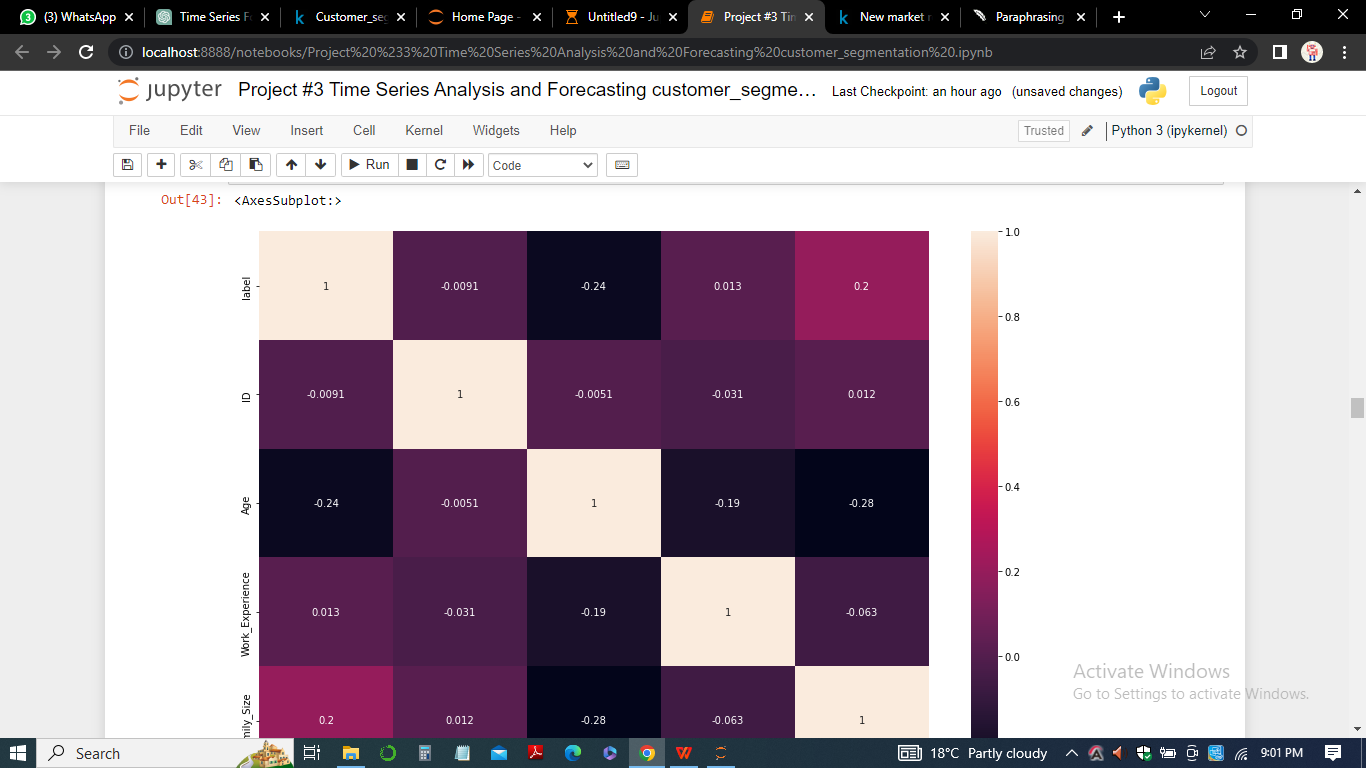 (3) WhatsApp
Time Series F
Customer_seg
Home Page -
Untitled9 - Ju
Project #3 Tim
New market r
Paraphrasing
localhost:8888/notebooks/Project%20%233%20Time%20Series%20Analysis%20and%20Forecasting%20customer_segmentation%20.ipynb
jupyter Project #3 Time Series Analysis and Forecasting customer_segme... Last Checkpoint: an hour ago (unsaved changes)
Logout
File Edit View Insert Cell Kernel Widgets Help
Trusted
Python 3 (ipykernel)
Run
Code
Out[43]: <AxesSubplot:>
label
1 -0.0091 -0.24 0.013 0.2
ID
-0.0091 1 -0.0051 -0.031 0.012
Age
-0.24 -0.0051 1 -0.19 -0.28
Work_Experience
0.013 -0.031 -0.19 1 -0.063
mily_Size
0.2 0.012 -0.28 -0.063 1
1.0
0.8
0.6
0.4
0.2
0.0
Activate Windows
Go to Settings to activate Windows.
Search
18°C Partly cloudy
9:01 PM